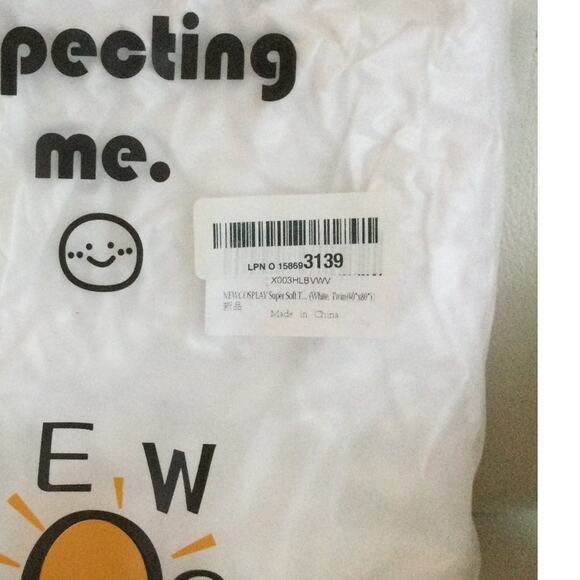 pecting
me.
LPN O 158693139
X003HLBVWV
NEWCOSPLAY Super Soft T... (White, Twin(60"x80"))
新品
Made in China
E W